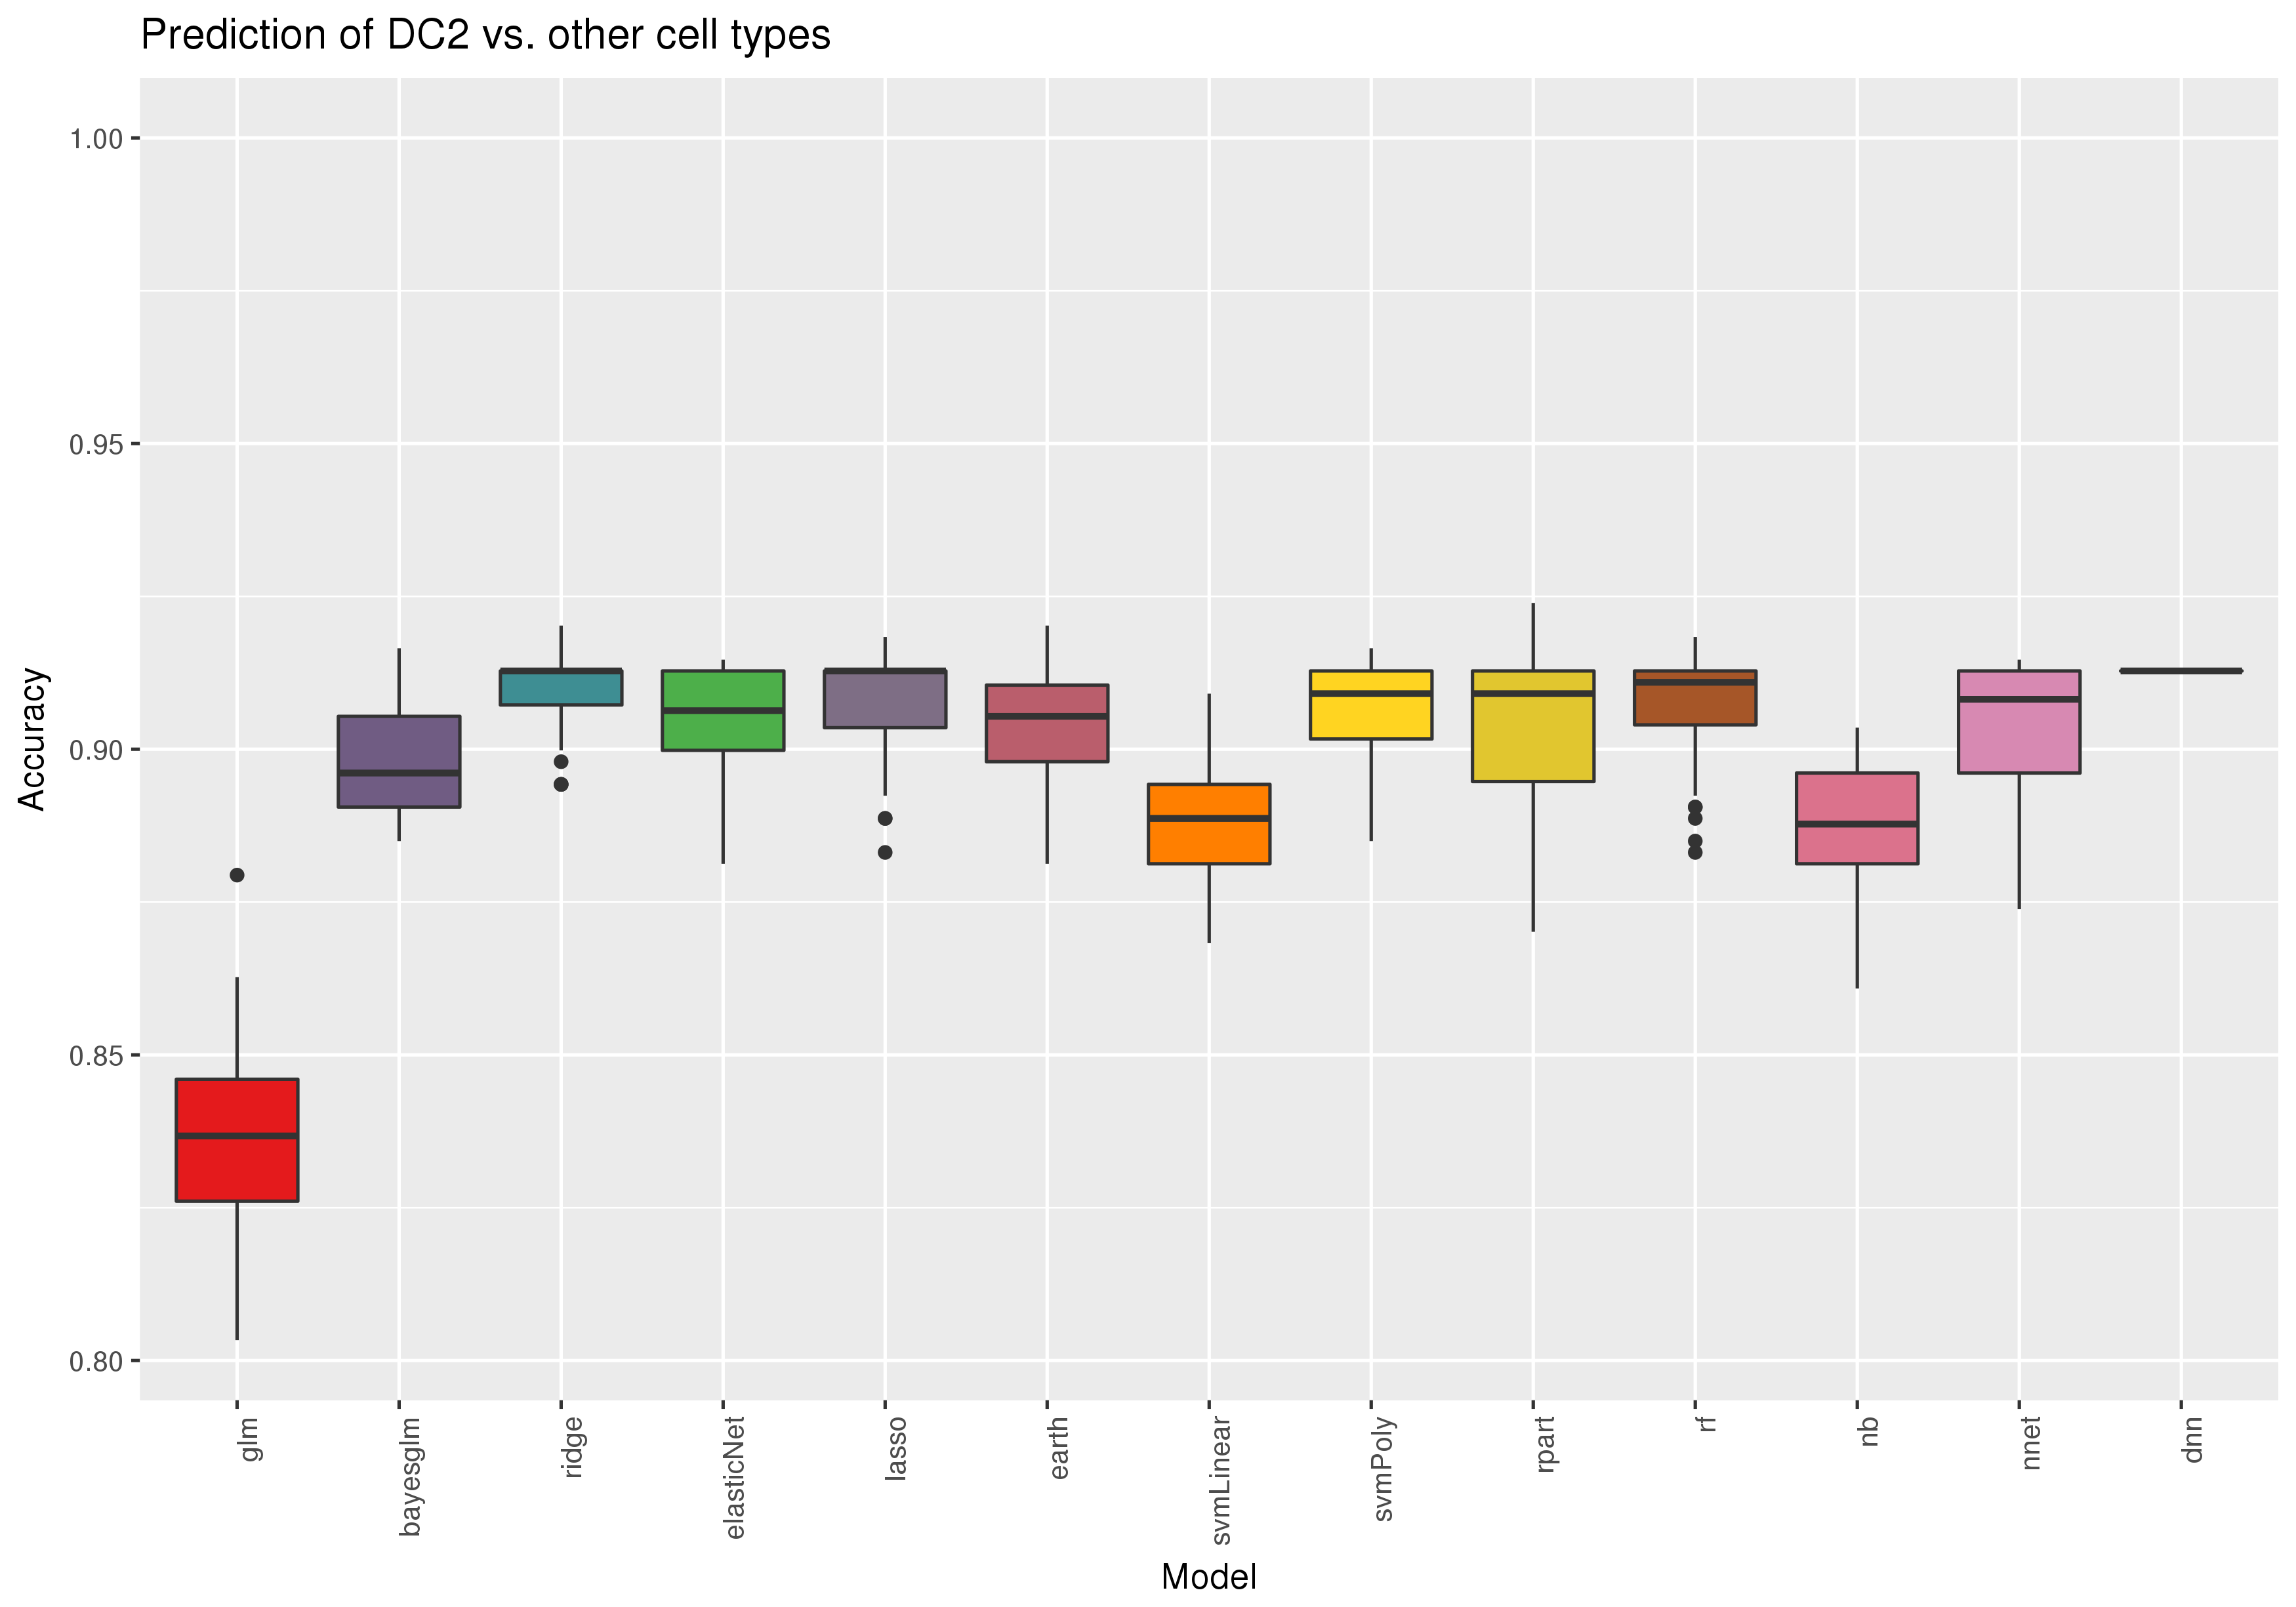 Prediction of DC2 vs. other cell types
Accuracy
1.00
0.95
0.90
0.85
0.80
glm
bayesglm
ridge
elasticNet
lasso
earth
svmLinear
svmPoly
rpart
rf
nb
nnet
dnn
Model